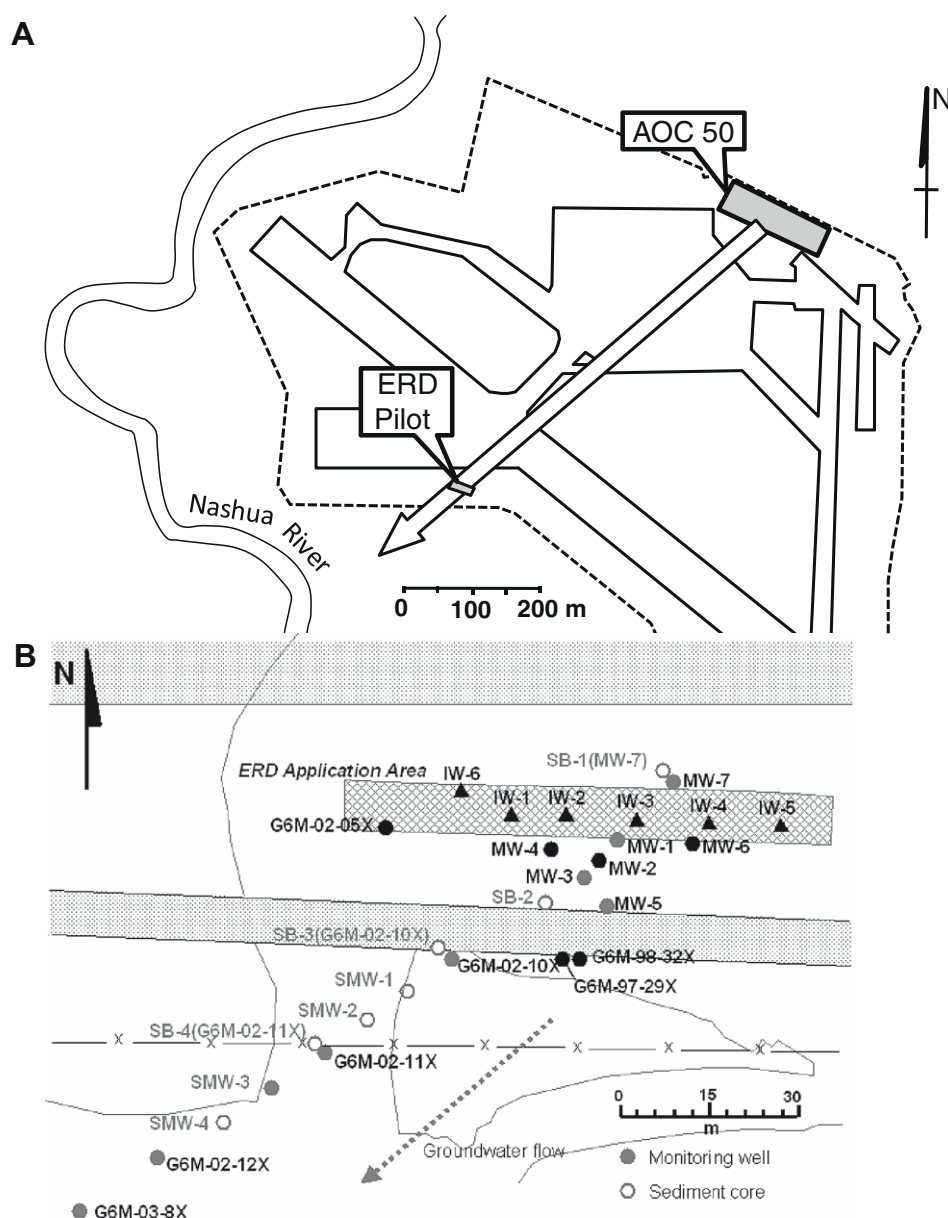 A
N
AOC 50
ERD
Pilot
Nashua River
0 100 200 m
B
N
SB-1(MW-7)
MW-7
ERD Application Area
IW-6
IW-1
IW-2
IW-3
IW-4
IW-5
G6M-02-05X
MW-4
MW-1
MW-6
MW-2
MW-3
SB-2
MW-5
SB-3(G6M-02-10X)
G6M-02-10X
G6M-98-32X
G6M-97-29X
SMW-1
SMW-2
SB-4(G6M-02-11X)
x x x x x x x x
G6M-02-11X
SMW-3
SMW-4
G6M-02-12X
G6M-03-8X
Groundwater flow
0 15 30
m
Monitoring well
Sediment core